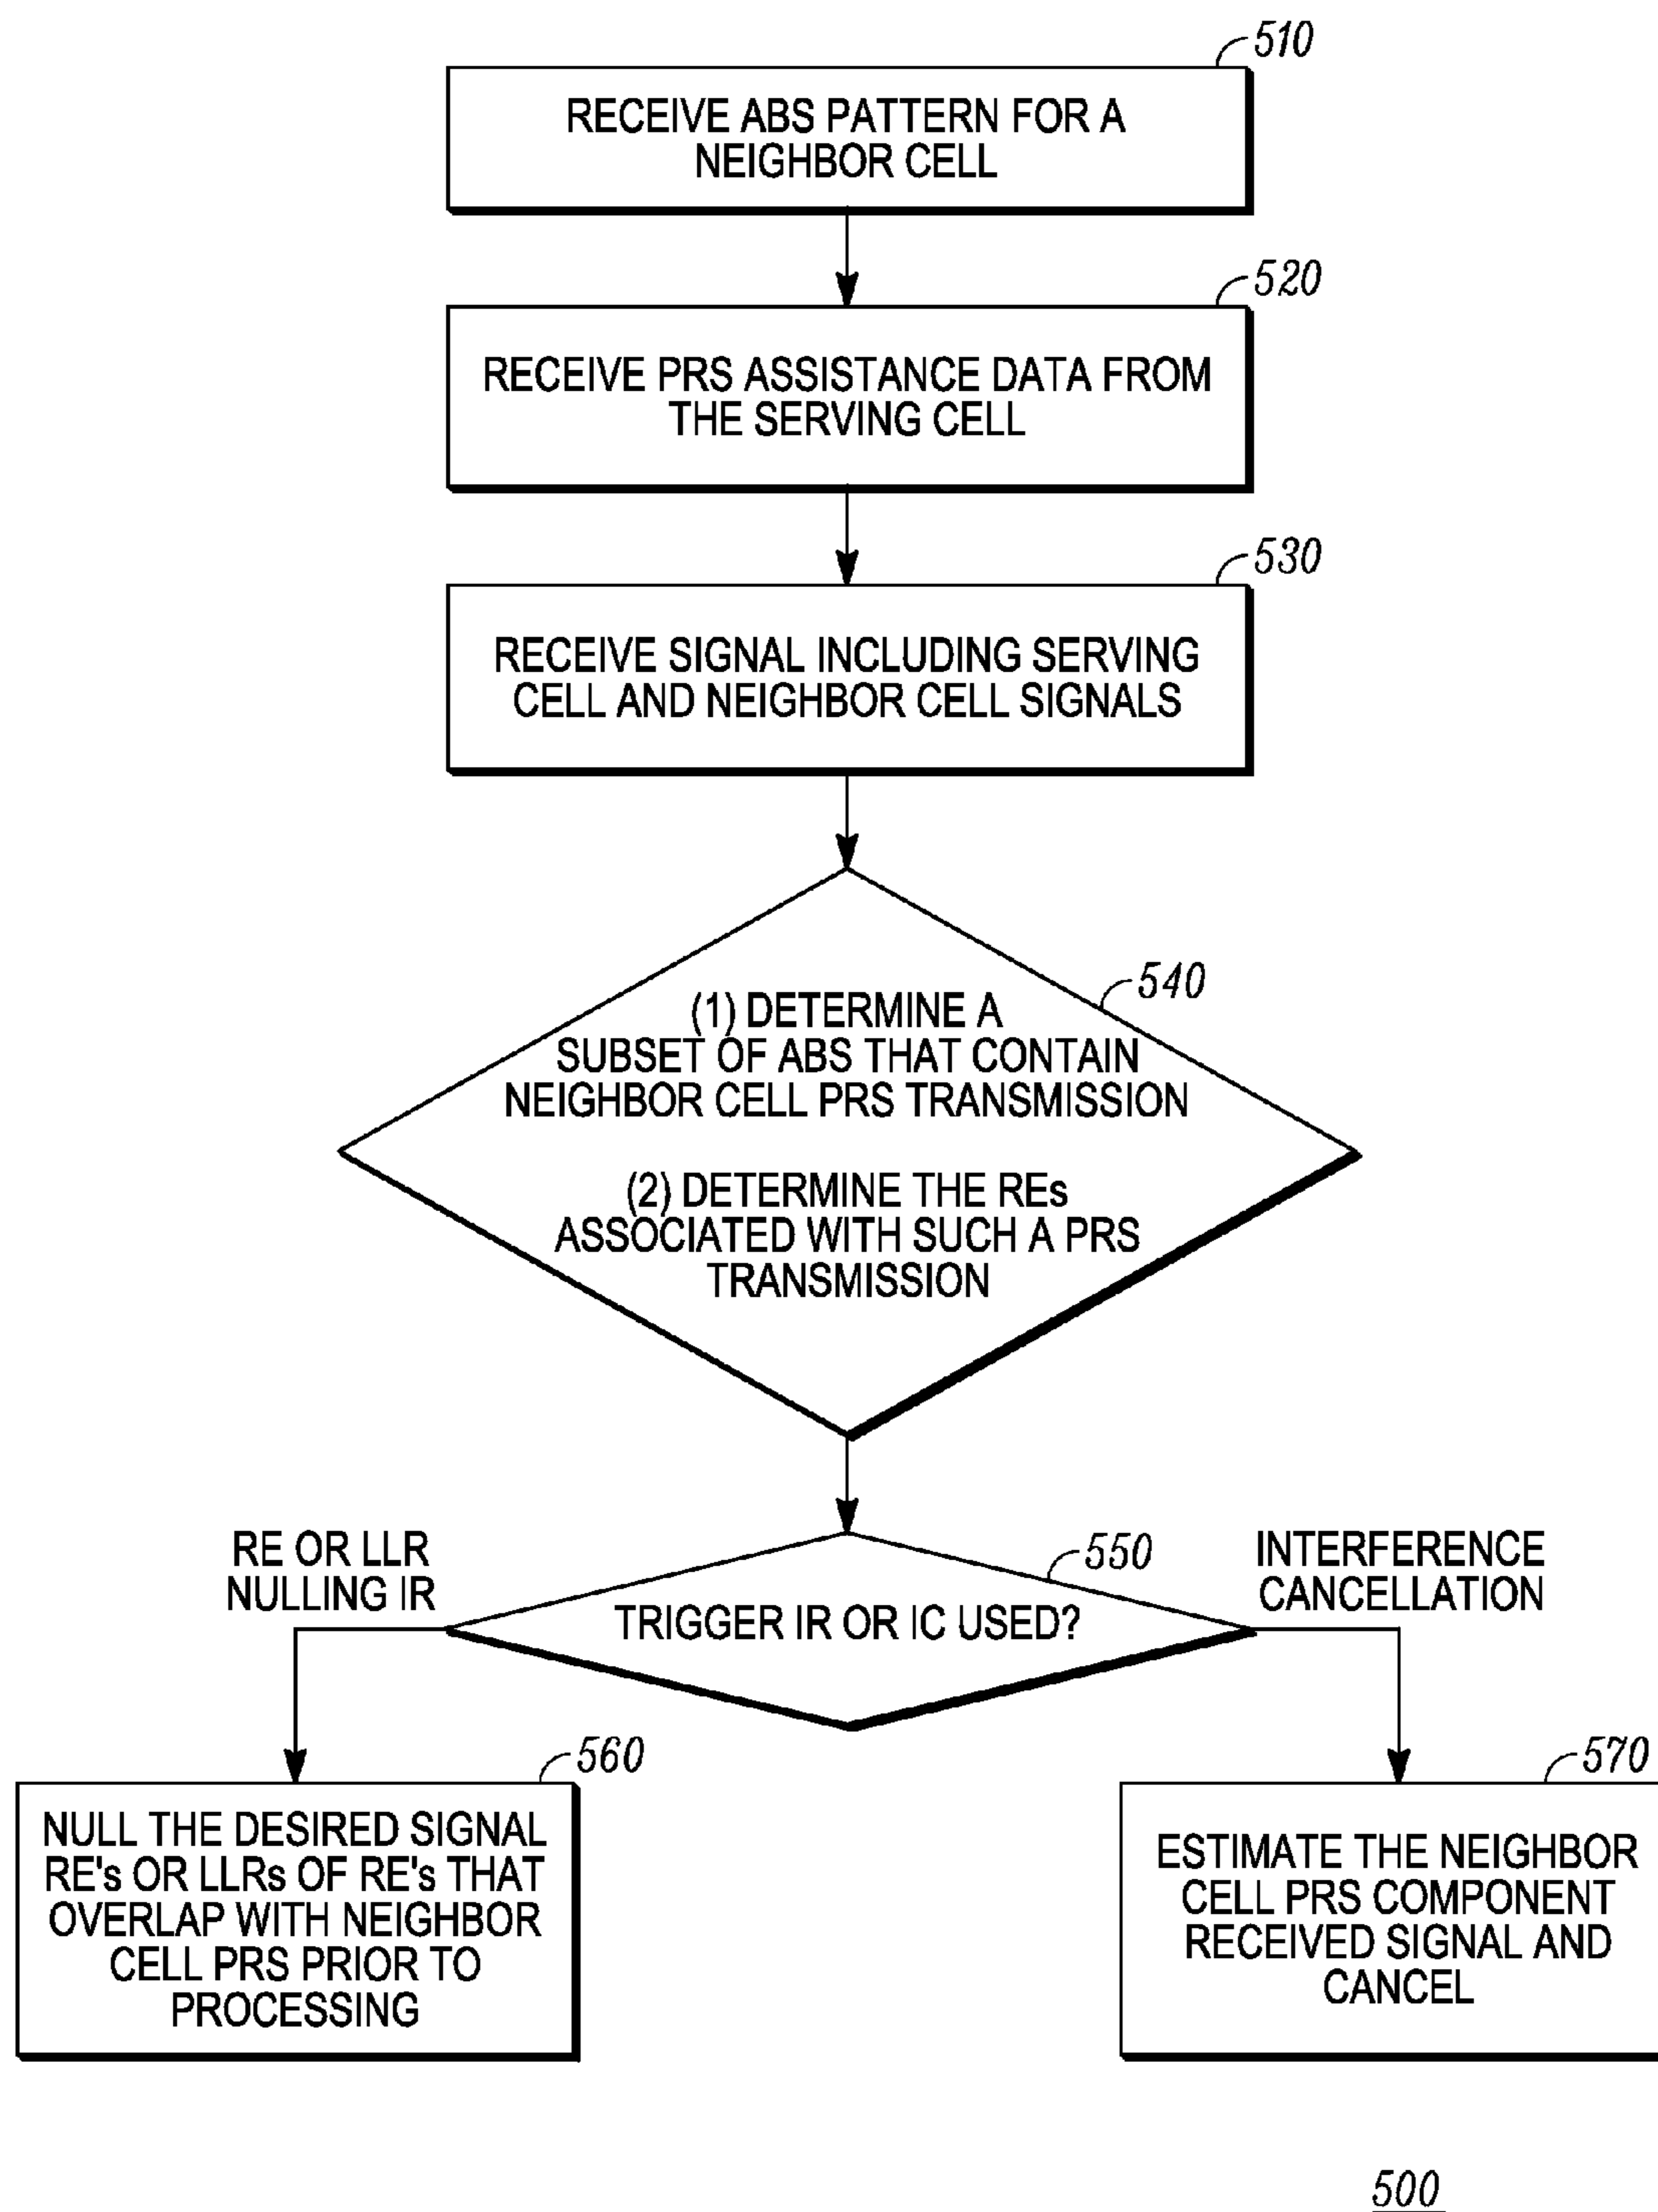 510
RECEIVE ABS PATTERN FOR A
NEIGHBOR CELL
520
RECEIVE PRS ASSISTANCE DATA FROM
THE SERVING CELL
530
RECEIVE SIGNAL INCLUDING SERVING
CELL AND NEIGHBOR CELL SIGNALS
540
(1) DETERMINE A
SUBSET OF ABS THAT CONTAIN
NEIGHBOR CELL PRS TRANSMISSION
(2) DETERMINE THE REs
ASSOCIATED WITH SUCH A PRS
TRANSMISSION
RE OR LLR
NULLING IR
550
TRIGGER IR OR IC USED?
INTERFERENCE
CANCELLATION
560
NULL THE DESIRED SIGNAL
RE's OR LLRs OF RE's THAT
OVERLAP WITH NEIGHBOR
CELL PRS PRIOR TO
PROCESSING
570
ESTIMATE THE NEIGHBOR
CELL PRS COMPONENT
RECEIVED SIGNAL AND
CANCEL
500